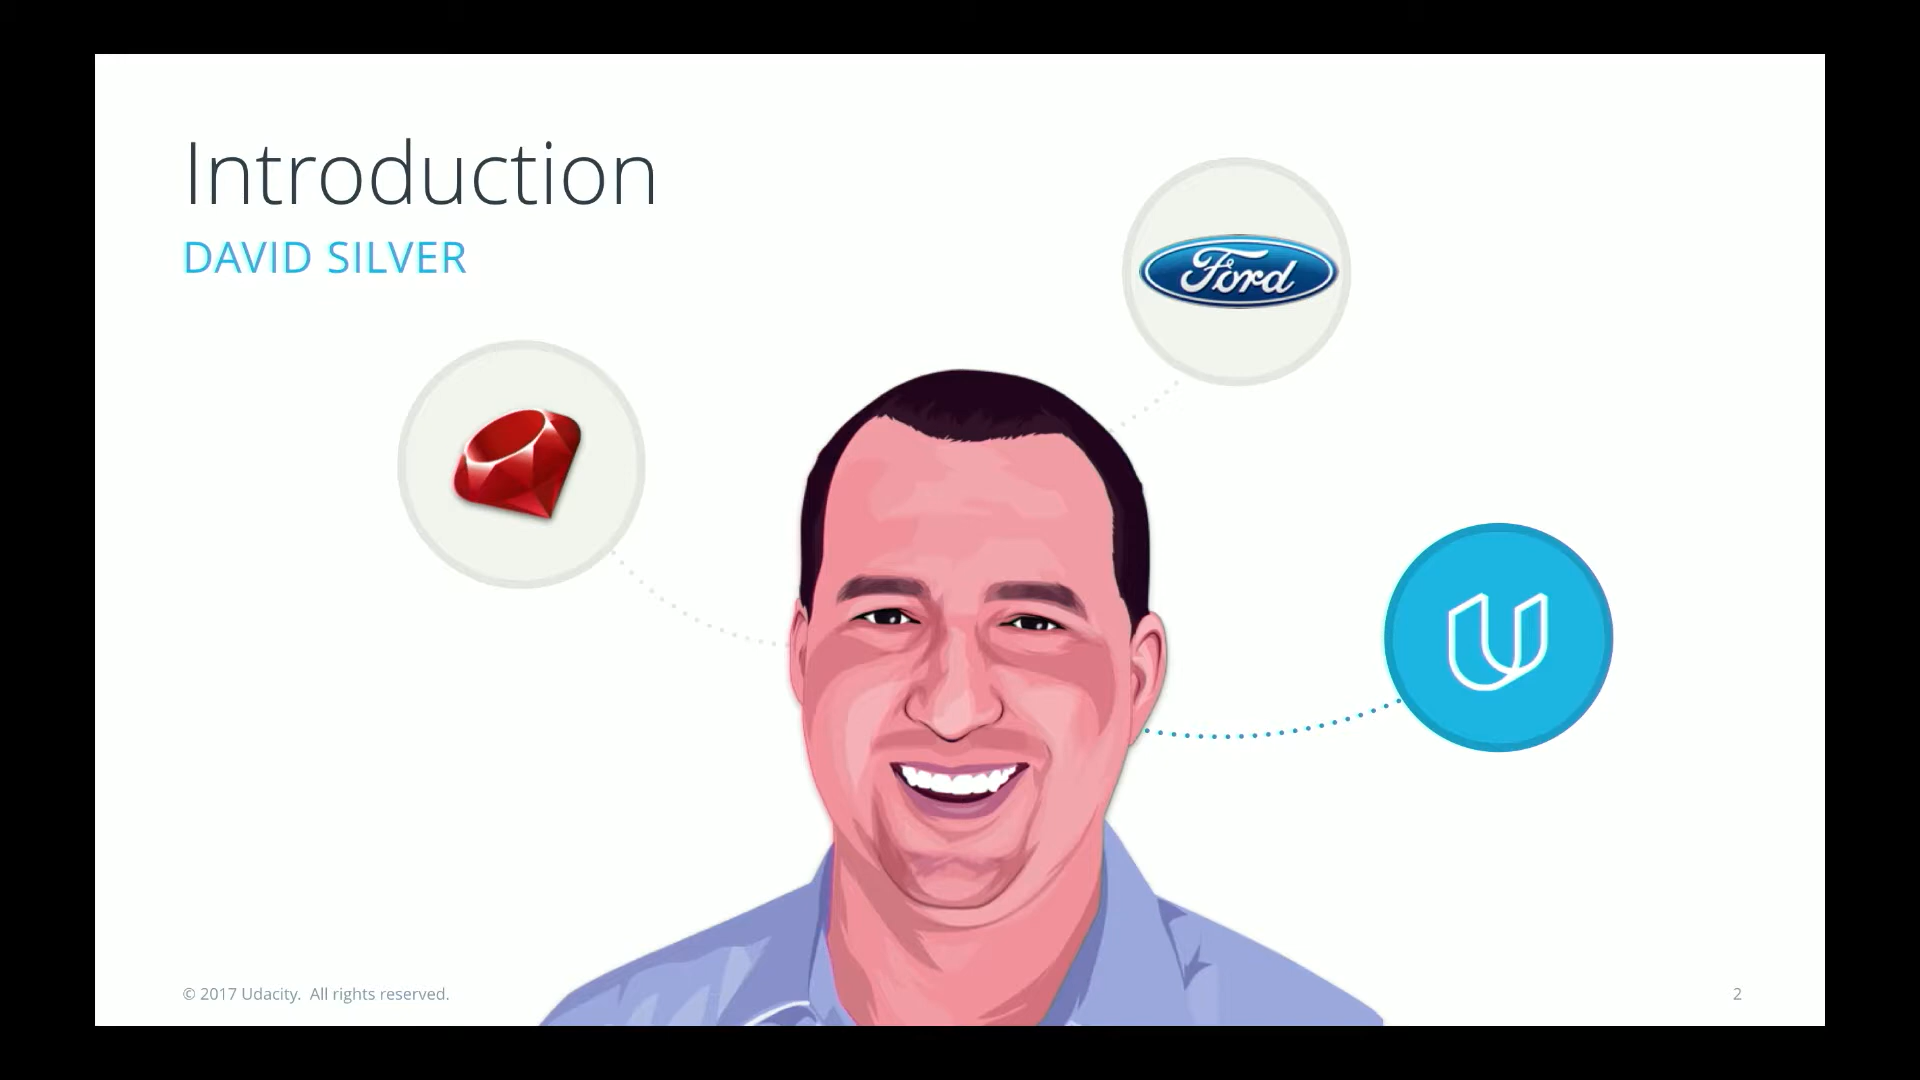 Introduction
DAVID SILVER
Ford
© 2017 Udacity. All rights reserved.
2